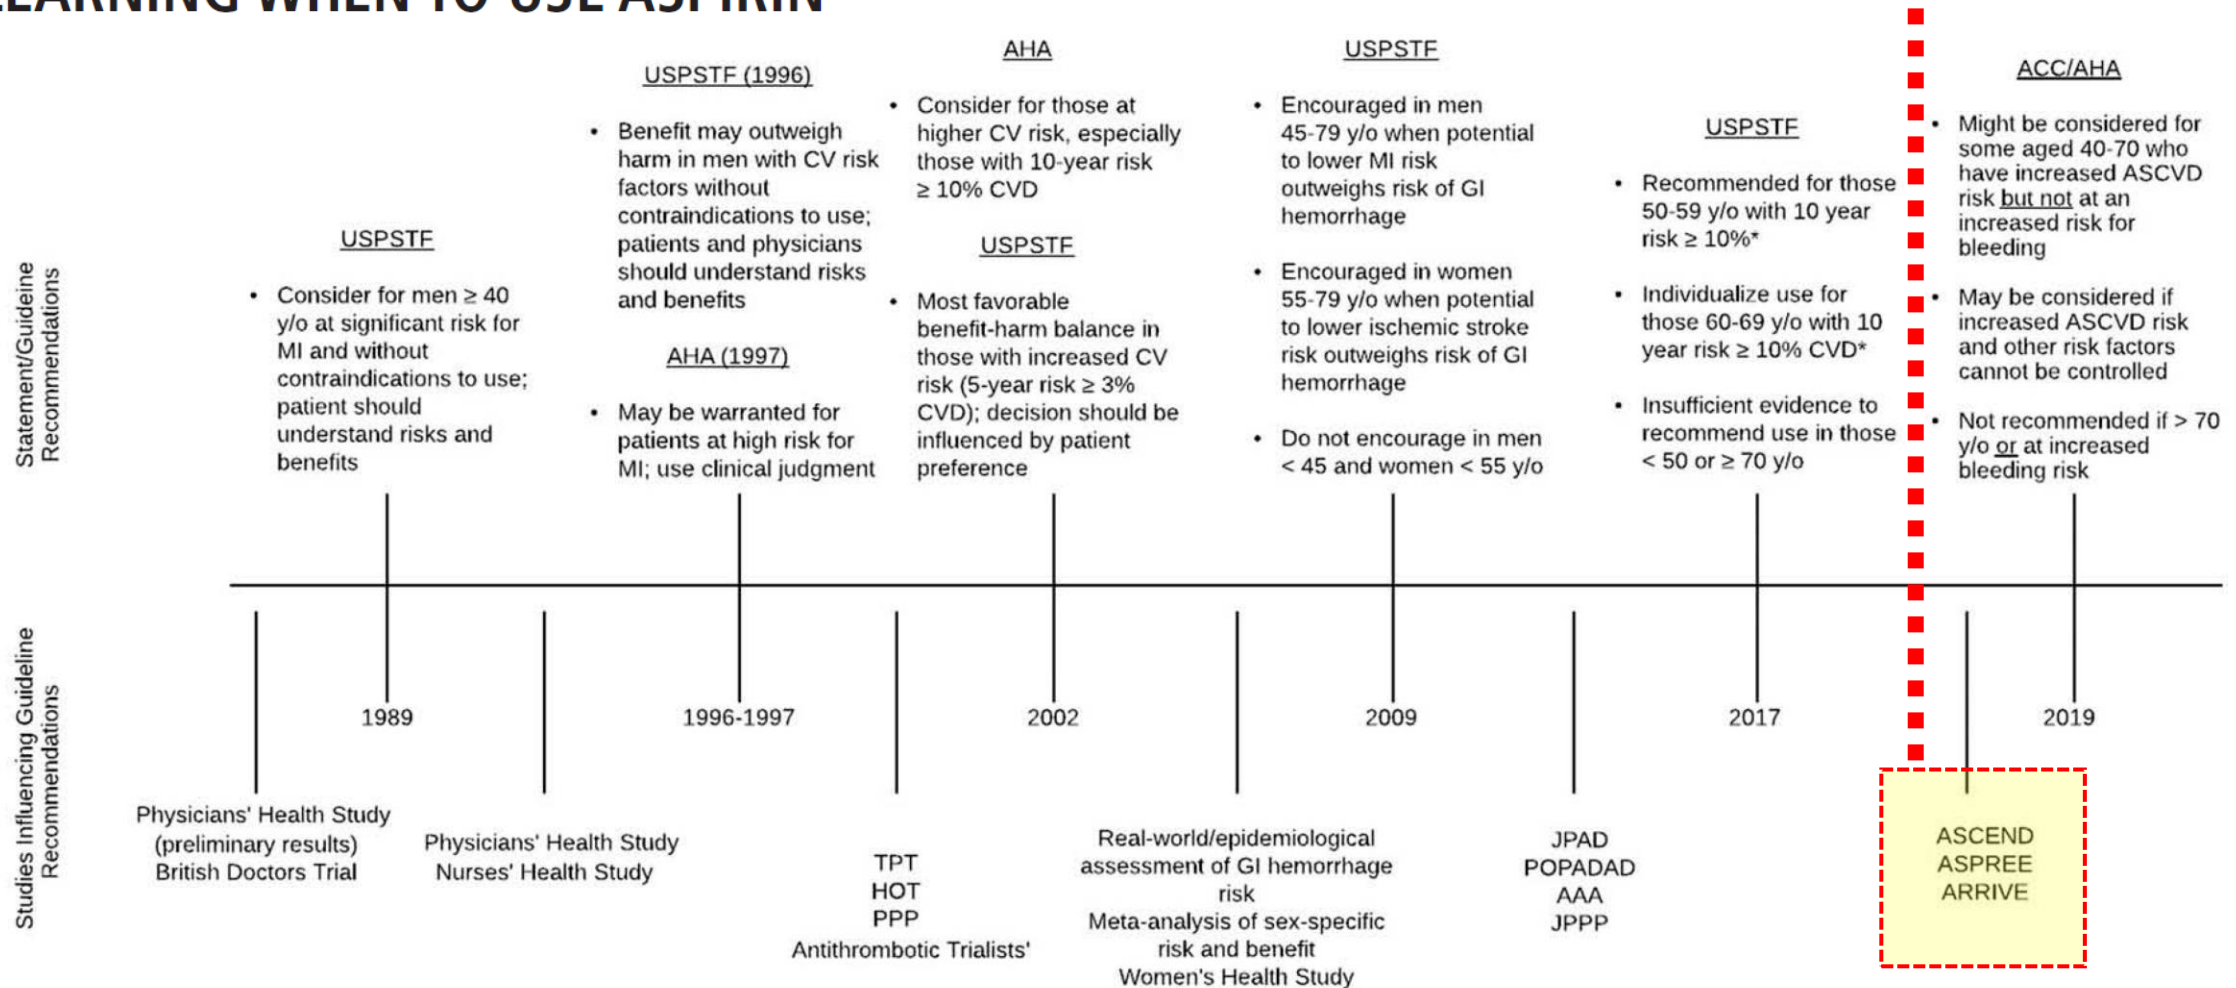 LEARNING WHEN TO USE ASPIRIN
Statement/Guideine
Recommendations
USPSTF
• Consider for men ≥ 40
y/o at significant risk for
MI and without
contraindications to use;
patient should
understand risks and
benefits
USPSTF (1996)
• Benefit may outweigh
harm in men with CV risk
factors without
contraindications to use;
patients and physicians
should understand risks
and benefits
AHA (1997)
• May be warranted for
patients at high risk for
MI; use clinical judgment
AHA
• Consider for those at
higher CV risk, especially
those with 10-year risk
≥ 10% CVD
USPSTF
• Most favorable
benefit-harm balance in
those with increased CV
risk (5-year risk ≥ 3%
CVD); decision should be
influenced by patient
preference
USPSTF
• Encouraged in men
45-79 y/o when potential
to lower MI risk
outweighs risk of GI
hemorrhage
• Encouraged in women
55-79 y/o when potential
to lower ischemic stroke
risk outweighs risk of GI
hemorrhage
• Do not encourage in men
< 45 and women < 55 y/o
USPSTF
• Recommended for those
50-59 y/o with 10 year
risk ≥ 10%*
• Individualize use for
those 60-69 y/o with 10
year risk ≥ 10% CVD*
• Insufficient evidence to
recommend use in those
< 50 or ≥ 70 y/o
ACC/AHA
• Might be considered for
some aged 40-70 who
have increased ASCVD
risk but not at an
increased risk for
bleeding
• May be considered if
increased ASCVD risk
and other risk factors
cannot be controlled
• Not recommended if > 70
y/o or at increased
bleeding risk
1989
1996-1997
2002
2009
2017
2019
Studies Influencing Guideline
Recommendations
Physicians' Health Study
(preliminary results)
British Doctors Trial
Physicians' Health Study
Nurses' Health Study
TPT
HOT
PPP
Antithrombotic Trialists'
Real-world/epidemiological
assessment of GI hemorrhage
risk
Meta-analysis of sex-specific
risk and benefit
Women's Health Study
JPAD
POPADAD
AAA
JPPP
ASCEND
ASPREE
ARRIVE